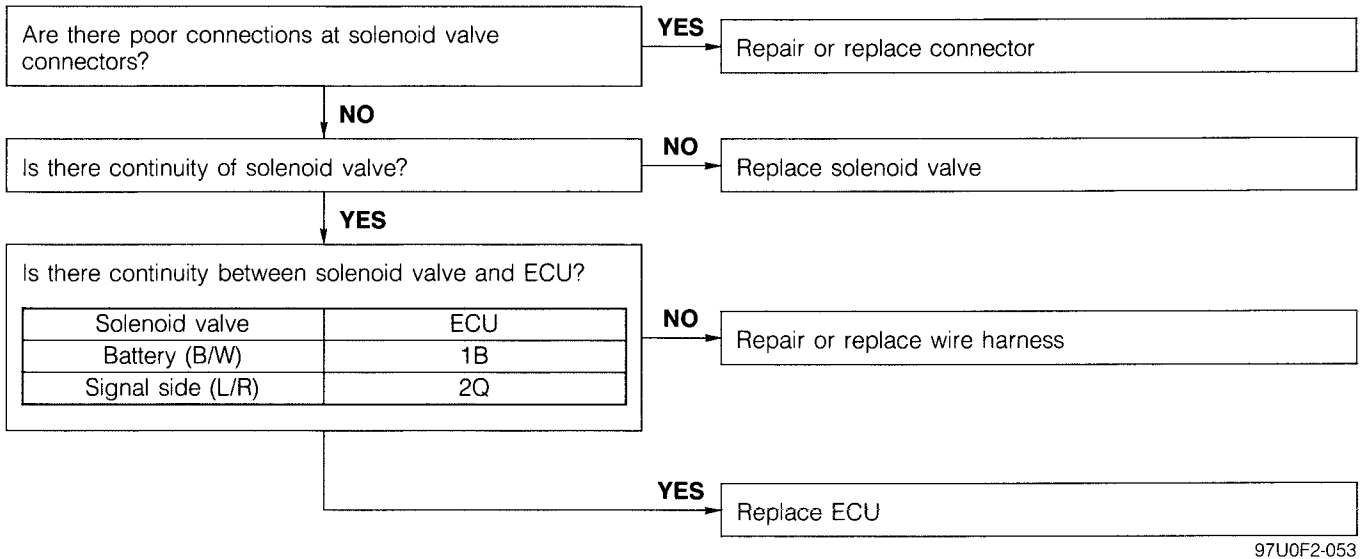 Are there poor connections at solenoid valve
connectors?
YES
Repair or replace connector
NO
Is there continuity of solenoid valve?
NO
Replace solenoid valve
YES
Is there continuity between solenoid valve and ECU?
Solenoid valve ECU
Battery (B/W) 1B
Signal side (L/R) 2Q
NO
Repair or replace wire harness
YES
Replace ECU
97U0F2-053